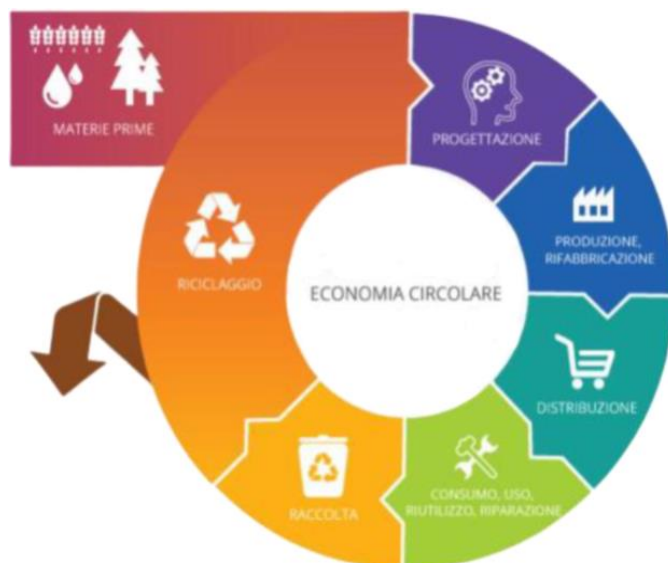 MATERIE PRIME
PROGETTAZIONE
PRODUZIONE,
RIFABBRICAZIONE
RICICLAGGIO
ECONOMIA CIRCOLARE
DISTRIBUZIONE
CONSUMO, USO,
RIUTILIZZO, RIPARAZIONE
RACCOLTA